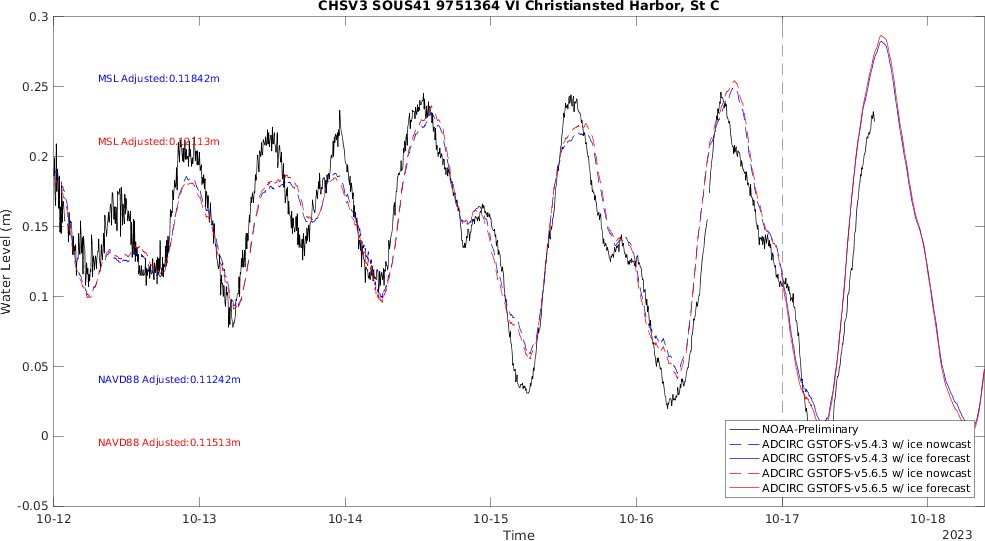 CHSV3 SOUS41 9751364 VI Christiansted Harbor, St C
0.3
0.25
0.2
0.15
0.1
0.05
0
-0.05
Water Level (m)
MSL Adjusted:0.11842m
MSL Adjusted:0.12113m
NAVD88 Adjusted:0.11242m
NAVD88 Adjusted:0.11513m
NOAA-Preliminary
ADCIRC GSTOFS-v5.4.3 w/ ice nowcast
ADCIRC GSTOFS-v5.4.3 w/ ice forecast
ADCIRC GSTOFS-v5.6.5 w/ ice nowcast
ADCIRC GSTOFS-v5.6.5 w/ ice forecast
10-12 10-13 10-14 10-15 10-16 10-17 10-18
Time
2023